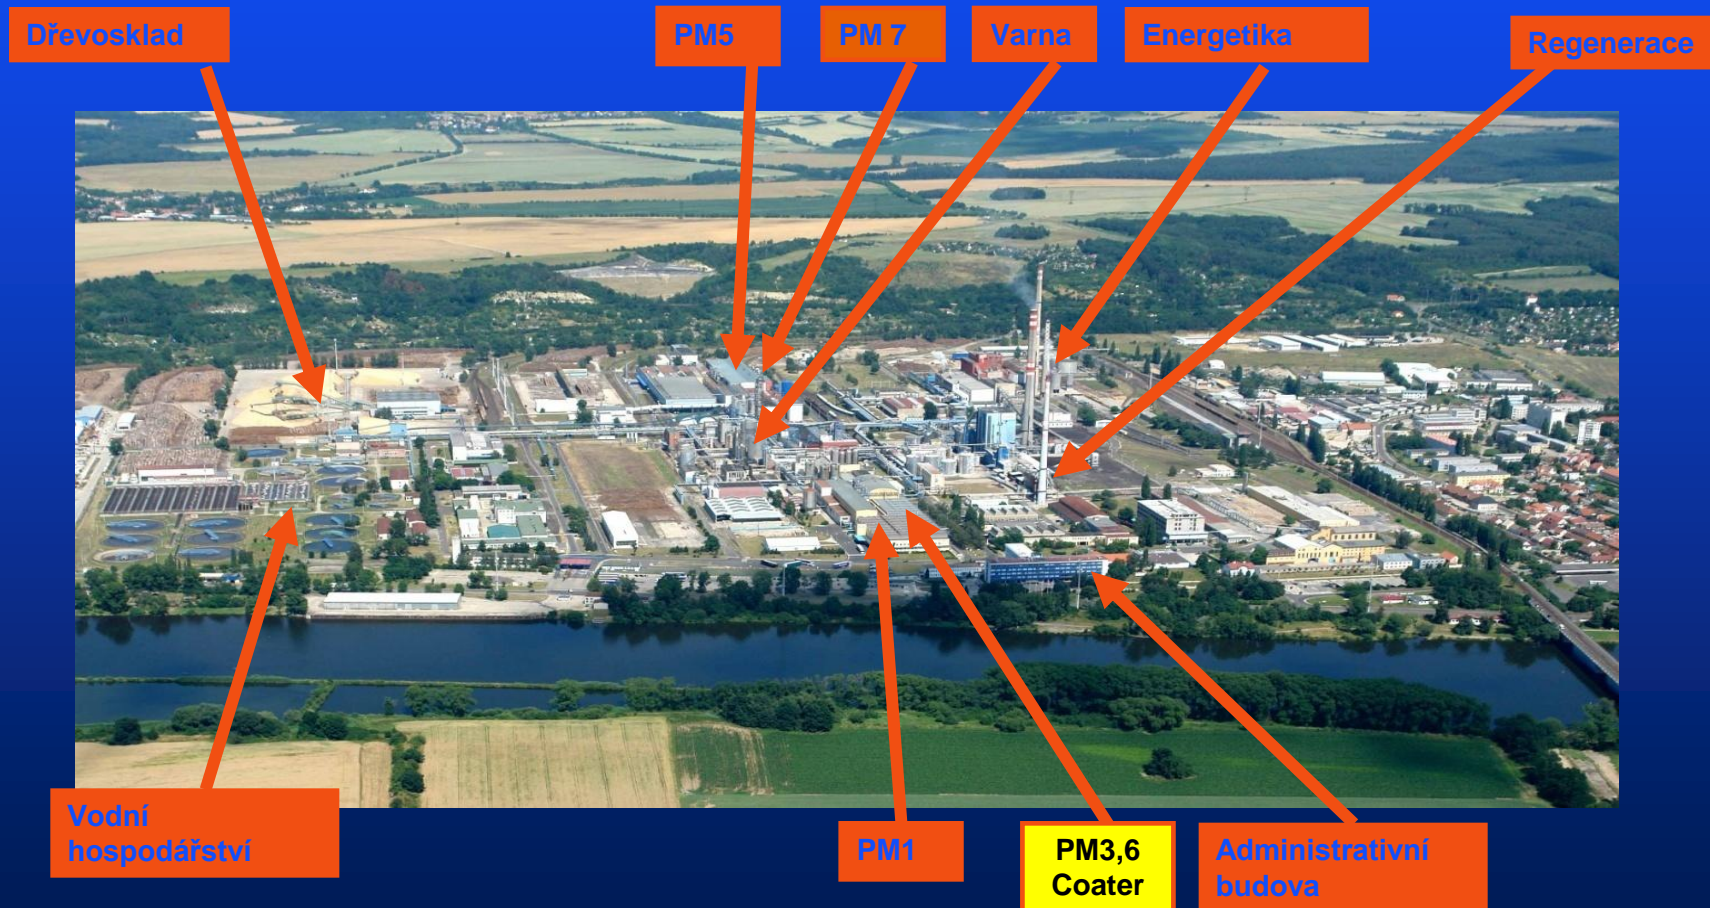 Dřevosklad
PM5
PM 7
Varna
Energetika
Regenerace
Vodní
hospodářství
PM1
PM3,6
Coater
Administrativní
budova